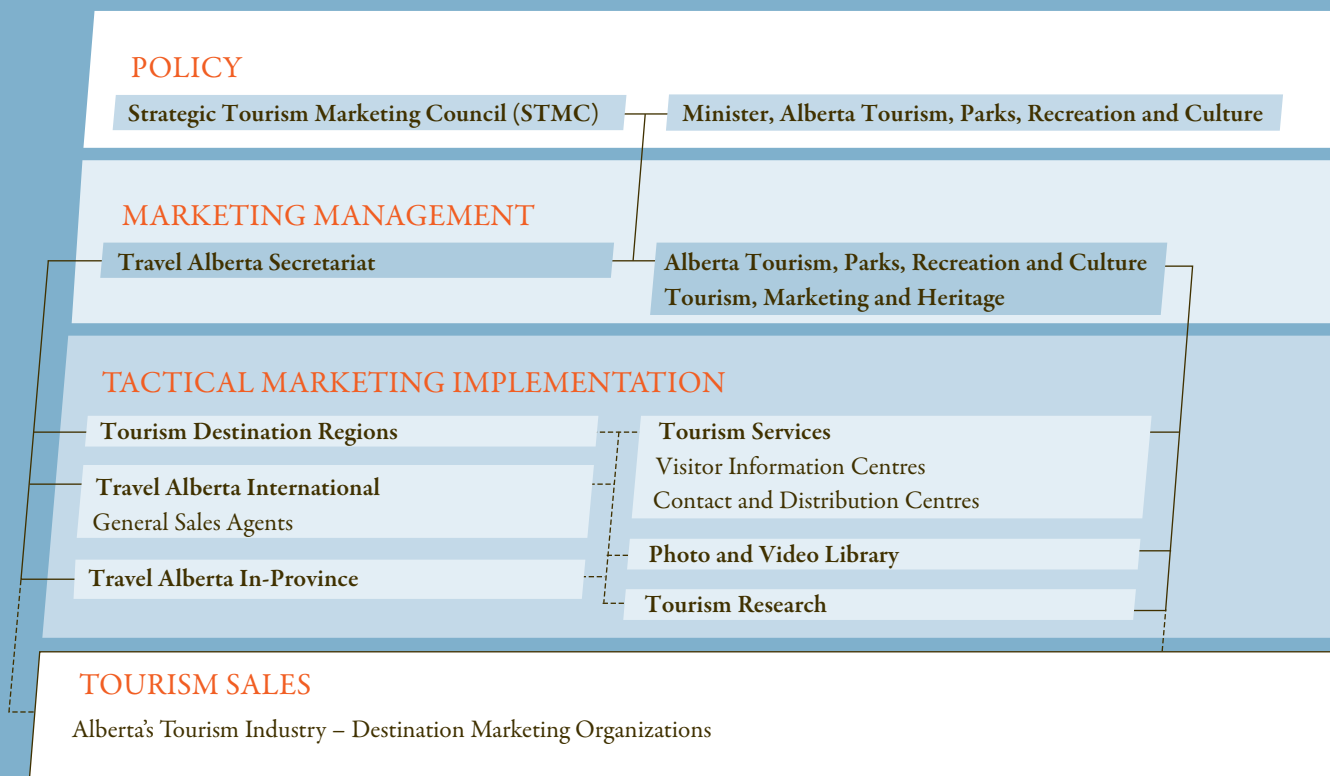 POLICY
Strategic Tourism Marketing Council (STMC)
Minister, Alberta Tourism, Parks, Recreation and Culture
MARKETING MANAGEMENT
Travel Alberta Secretariat
Alberta Tourism, Parks, Recreation and Culture
Tourism, Marketing and Heritage
TACTICAL MARKETING IMPLEMENTATION
Tourism Destination Regions
Travel Alberta International
General Sales Agents
Travel Alberta In-Province
Tourism Services
Visitor Information Centres
Contact and Distribution Centres
Photo and Video Library
Tourism Research
TOURISM SALES
Alberta’s Tourism Industry – Destination Marketing Organizations